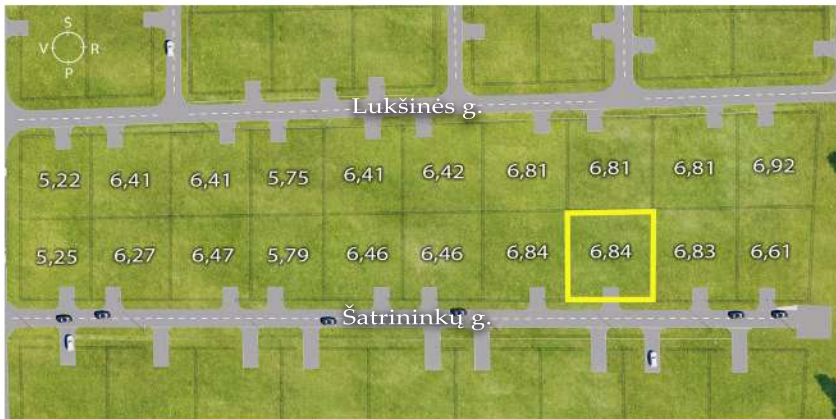 Š
V R
P
Lukšinės g.
5,22 6,41 6,41 5,75 6,41 6,42 6,81 6,81 6,81 6,92
5,25 6,27 6,47 5,79 6,46 6,46 6,84 6,84 6,83 6,61
Šatrininkų g.